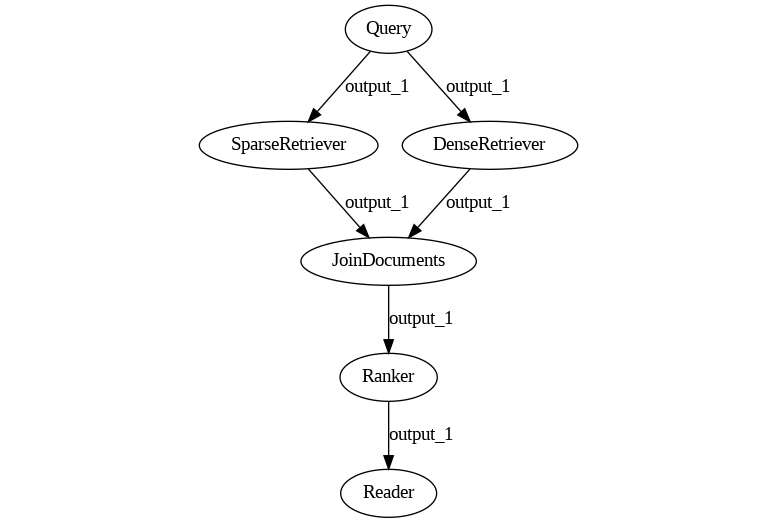 Query
output_1 output_1
SparseRetriever DenseRetriever
output_1 output_1
JoinDocuments
output_1
Ranker
output_1
Reader